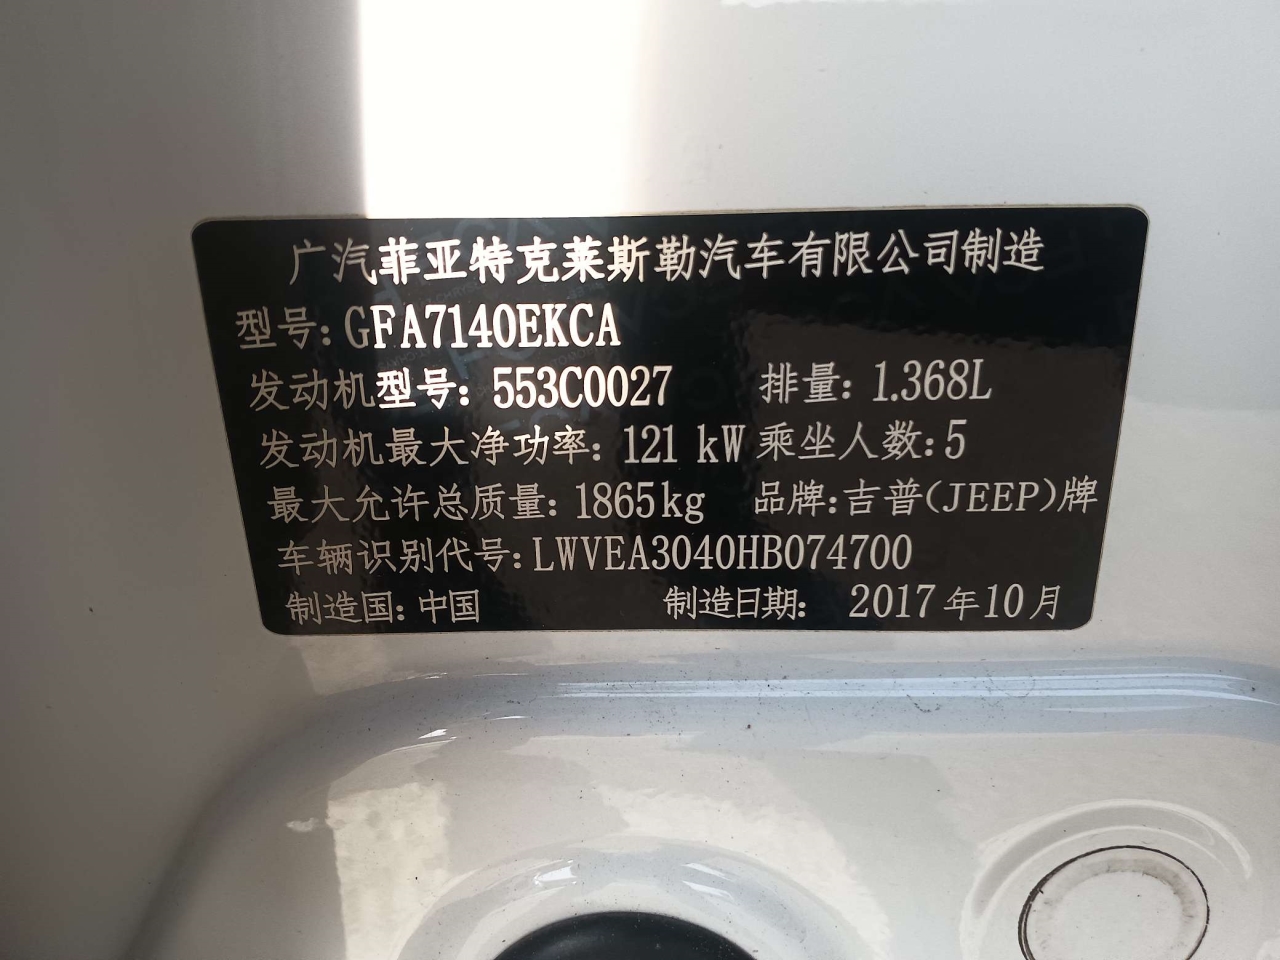 广汽菲亚特克莱斯勒汽车有限公司制造
型号:GFA7140EKCA
发动机型号: 553C0027 排量: 1.368L
发动机最大净功率: 121 kW 乘坐人数:5
最大允许总质量: 1865kg 品牌:吉普(JEEP)牌
车辆识别代号:LWVEA3040HB074700
制造国:中国 制造日期: 2017年10月